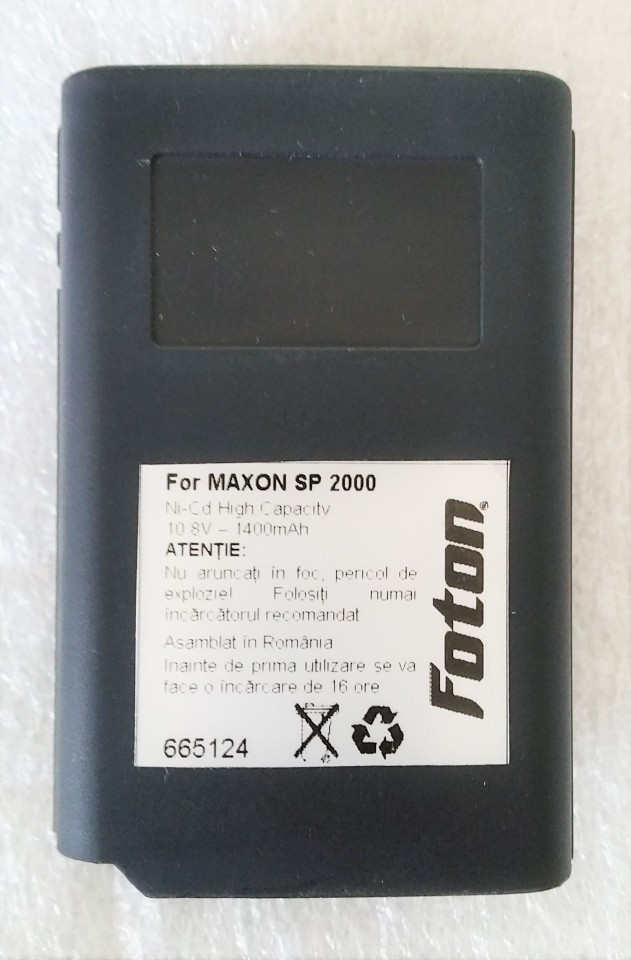 For MAXON SP 2000
Ni-Cd High Capacity
10.8V – 1400mAh
ATENȚIE:
Nu aruncați în foc, pericol de
explozie! Folosiți numai
încărcătorul recomandat
Asamblat în România
Inainte de prima utilizare se va
face o încărcare de 16 ore
665124
Foton®